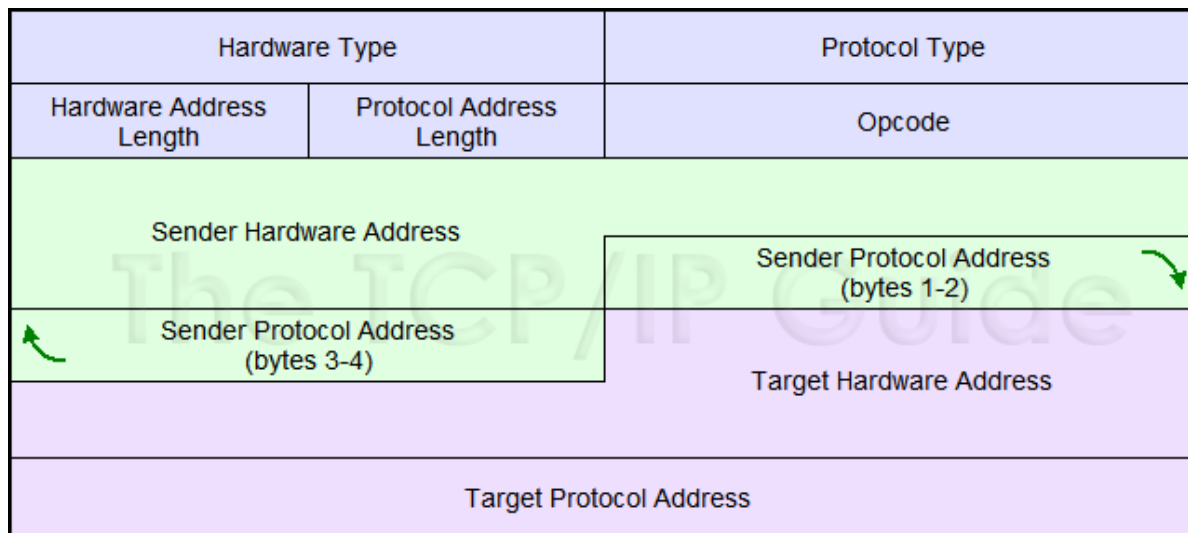 Hardware Type
Protocol Type
Hardware Address
Length
Protocol Address
Length
Opcode
Sender Hardware Address
Sender Protocol Address
(bytes 1-2)
Sender Protocol Address
(bytes 3-4)
Target Hardware Address
Target Protocol Address
The TCP/IP Guide